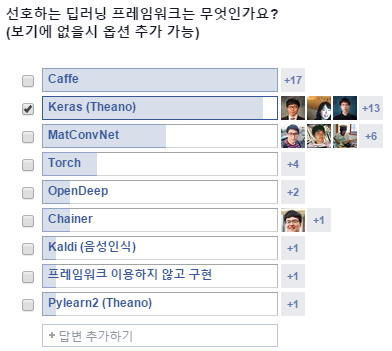 선호하는 딥러닝 프레임워크는 무엇인가요?
(보기에 없을시 옵션 추가 가능)
Caffe +17
Keras (Theano) +13
MatConvNet +6
Torch +4
OpenDeep +2
Chainer +1
Kaldi (음성인식) +1
프레임워크 이용하지 않고 구현 +1
Pylearn2 (Theano) +1
+ 답변 추가하기